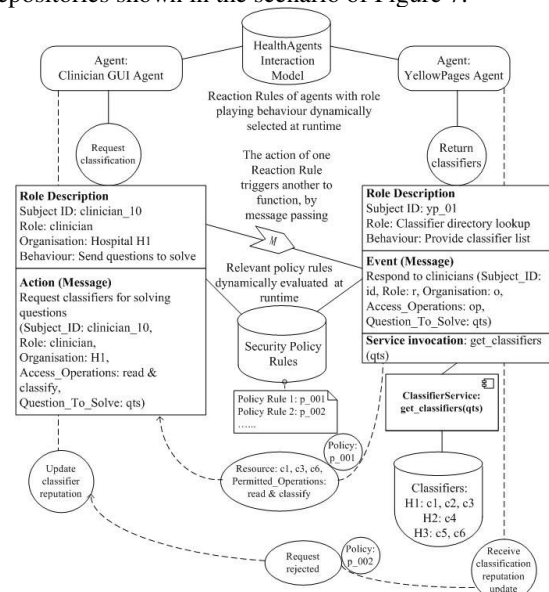 epositories shown in the scenario of Figure 7.
HealthAgents
Interaction
Model
Agent:
Clinician GUI Agent
Agent:
YellowPages Agent
Reaction Rules of agents with role
playing behaviour dynamically
selected at runtime
Request
classification
Return
classifiers
The action of one
Reaction Rule
triggers another to
function, by
message passing
Role Description
Subject ID: clinician_10
Role: clinician
Organisation: Hospital H1
Behaviour: Send questions to solve
Action (Message)
Request classifiers for solving
questions
(Subject_ID: clinician_10,
Role: clinician,
Organisation: H1,
Access_Operations: read &
classify,
Question_To_Solve: qts)
M
Role Description
Subject ID: yp_01
Role: Classifier directory lookup
Behaviour: Provide classifier list
Event (Message)
Respond to clinicians (Subject_ID:
id, Role: r, Organisation: o,
Access_Operations: op,
Question_To_Solve: qts)
Service invocation: get_classifiers
(qts)
Relevant policy rules
dynamically evaluated at
runtime
Security Policy
Rules
Policy Rule 1: p_001
Policy Rule 2: p_002
…...
ClassifierService:
get_classifiers(qts)
Policy:
p_001
Resource: c1, c3, c6,
Permitted_Operations:
read & classify
Classifiers:
H1: c1, c2, c3
H2: c4
H3: c5, c6
Update
classifier
reputation
Request
rejected
Policy:
p_002
Receive
classification
reputation
update